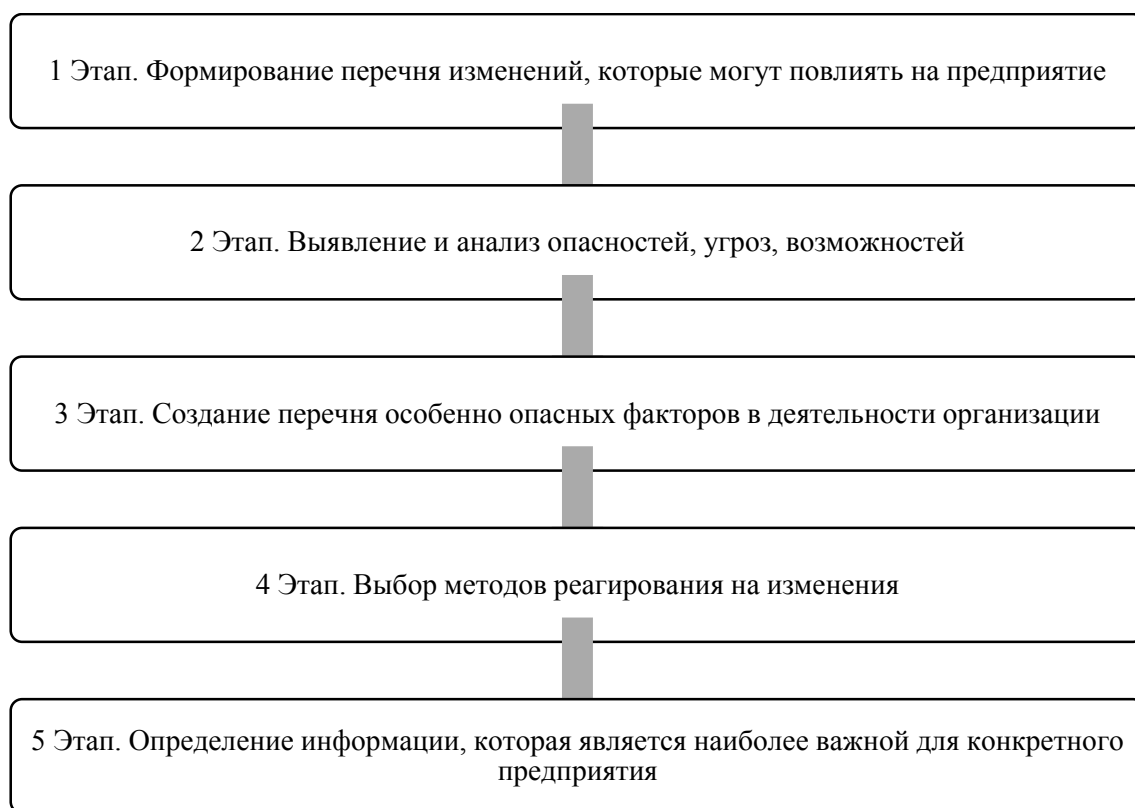 1 Этап. Формирование перечня изменений, которые могут повлиять на предприятие
2 Этап. Выявление и анализ опасностей, угроз, возможностей
3 Этап. Создание перечня особенно опасных факторов в деятельности организации
4 Этап. Выбор методов реагирования на изменения
5 Этап. Определение информации, которая является наиболее важной для конкретного
предприятия